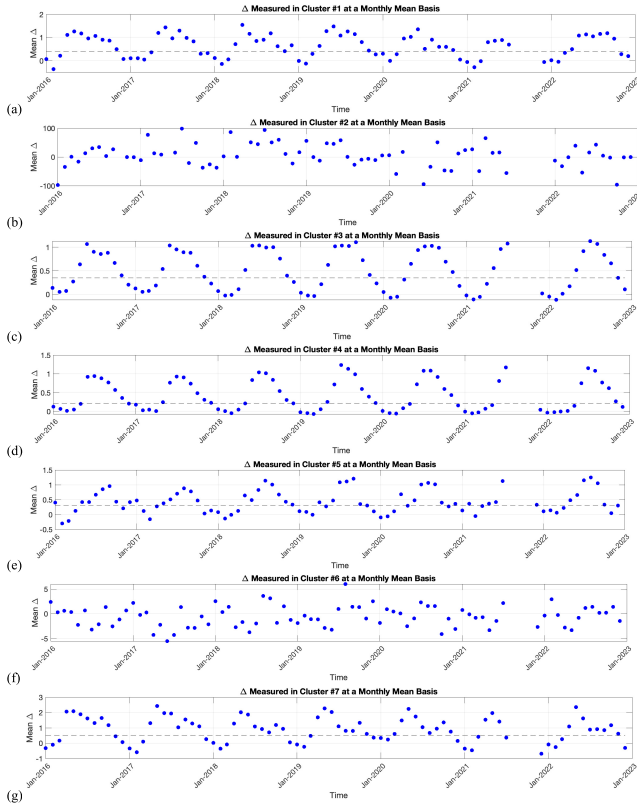 Δ Measured in Cluster #1 at a Monthly Mean Basis
2
1
0
-1
Mean Δ
Jan-2016
Jan-2017
Jan-2018
Jan-2019
Jan-2020
Jan-2021
Jan-2022
Jan-2023
Time
(a)
Δ Measured in Cluster #2 at a Monthly Mean Basis
100
0
-100
Mean Δ
Jan-2016
Jan-2017
Jan-2018
Jan-2019
Jan-2020
Jan-2021
Jan-2022
Jan-2023
Time
(b)
Δ Measured in Cluster #3 at a Monthly Mean Basis
1
0.5
0
Mean Δ
Jan-2016
Jan-2017
Jan-2018
Jan-2019
Jan-2020
Jan-2021
Jan-2022
Jan-2023
Time
(c)
Δ Measured in Cluster #4 at a Monthly Mean Basis
1.5
1
0.5
0
Mean Δ
Jan-2016
Jan-2017
Jan-2018
Jan-2019
Jan-2020
Jan-2021
Jan-2022
Jan-2023
Time
(d)
Δ Measured in Cluster #5 at a Monthly Mean Basis
1.5
1
0.5
0
-0.5
Mean Δ
Jan-2016
Jan-2017
Jan-2018
Jan-2019
Jan-2020
Jan-2021
Jan-2022
Jan-2023
Time
(e)
Δ Measured in Cluster #6 at a Monthly Mean Basis
5
0
-5
Mean Δ
Jan-2016
Jan-2017
Jan-2018
Jan-2019
Jan-2020
Jan-2021
Jan-2022
Jan-2023
Time
(f)
Δ Measured in Cluster #7 at a Monthly Mean Basis
3
2
1
0
-1
Mean Δ
Jan-2016
Jan-2017
Jan-2018
Jan-2019
Jan-2020
Jan-2021
Jan-2022
Jan-2023
Time
(g)